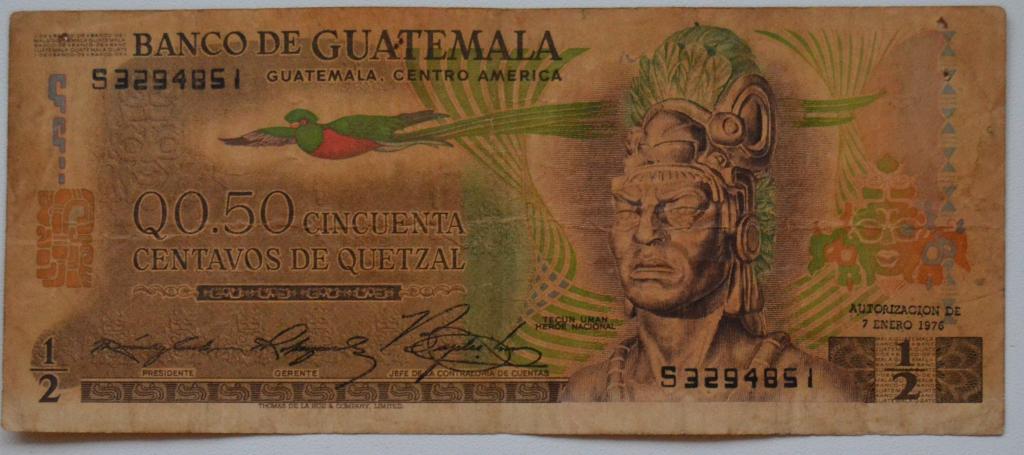 BANCO DE GUATEMALA
GUATEMALA, CENTRO AMERICA
S3294851
Q0.50 CINCUENTA
CENTAVOS DE QUETZAL
TECUN UMAN
HEROE NACIONAL
AUTORIZACION DE
7 ENERO 1976
1/2
PRESIDENTE
GERENTE
JEFE DE LA CONTRALORIA DE CUENTAS
S3294851
1/2
THOMAS DE LA RUE & COMPANY, LIMITED.